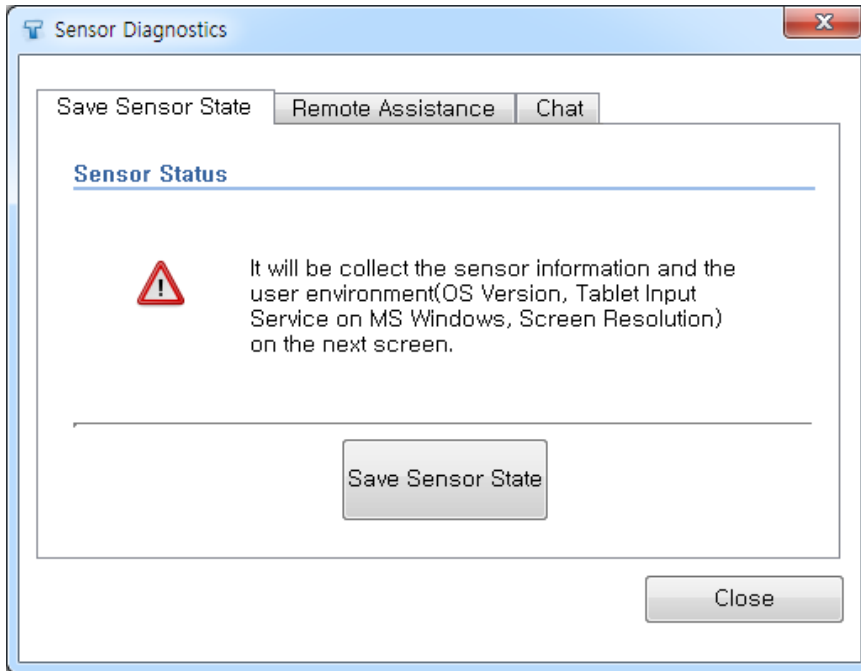 Sensor Diagnostics
Save Sensor State
Remote Assistance
Chat
Sensor Status
It will be collect the sensor information and the
user environment(OS Version, Tablet Input
Service on MS Windows, Screen Resolution)
on the next screen.
Save Sensor State
Close